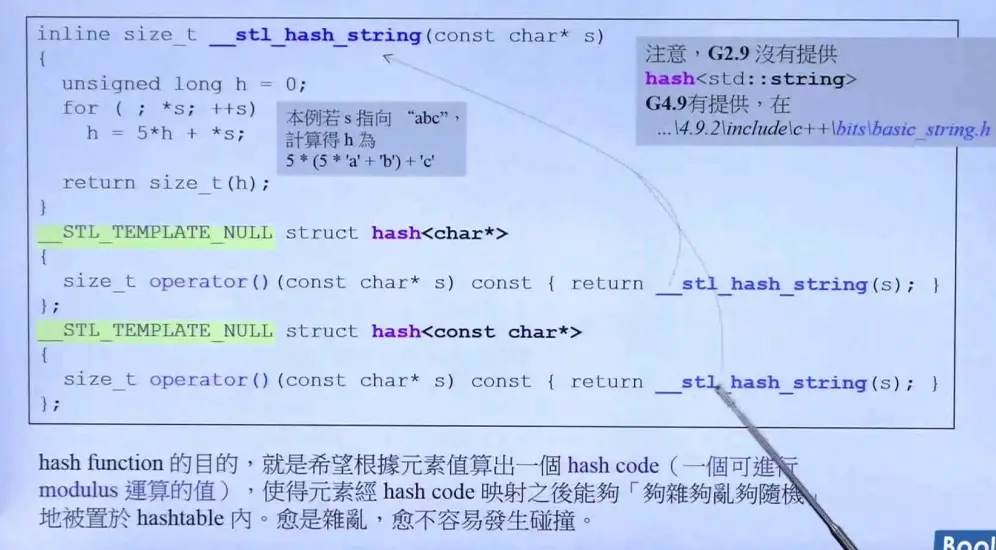 inline size_t __stl_hash_string(const char* s)
{
unsigned long h = 0;
for ( ; *s; ++s)
h = 5*h + *s;
return size_t(h);
}
本例若 s 指向 “abc”,
計算得 h 為
5 * (5 * 'a' + 'b') + 'c'
注意,G2.9 沒有提供
hash<std::string>
G4.9有提供,在
...\4.9.2\include\c++\bits\basic_string.h
__STL_TEMPLATE_NULL struct hash<char*>
{
size_t operator()(const char* s) const { return __stl_hash_string(s); }
};
__STL_TEMPLATE_NULL struct hash<const char*>
{
size_t operator()(const char* s) const { return __stl_hash_string(s); }
};
hash function 的目的,就是希望根據元素值算出一個 hash code(一個可進行
modulus 運算的值),使得元素經 hash code 映射之後能夠「夠雜夠亂夠隨機」
地被置於 hashtable 內。愈是雜亂,愈不容易發生碰撞。